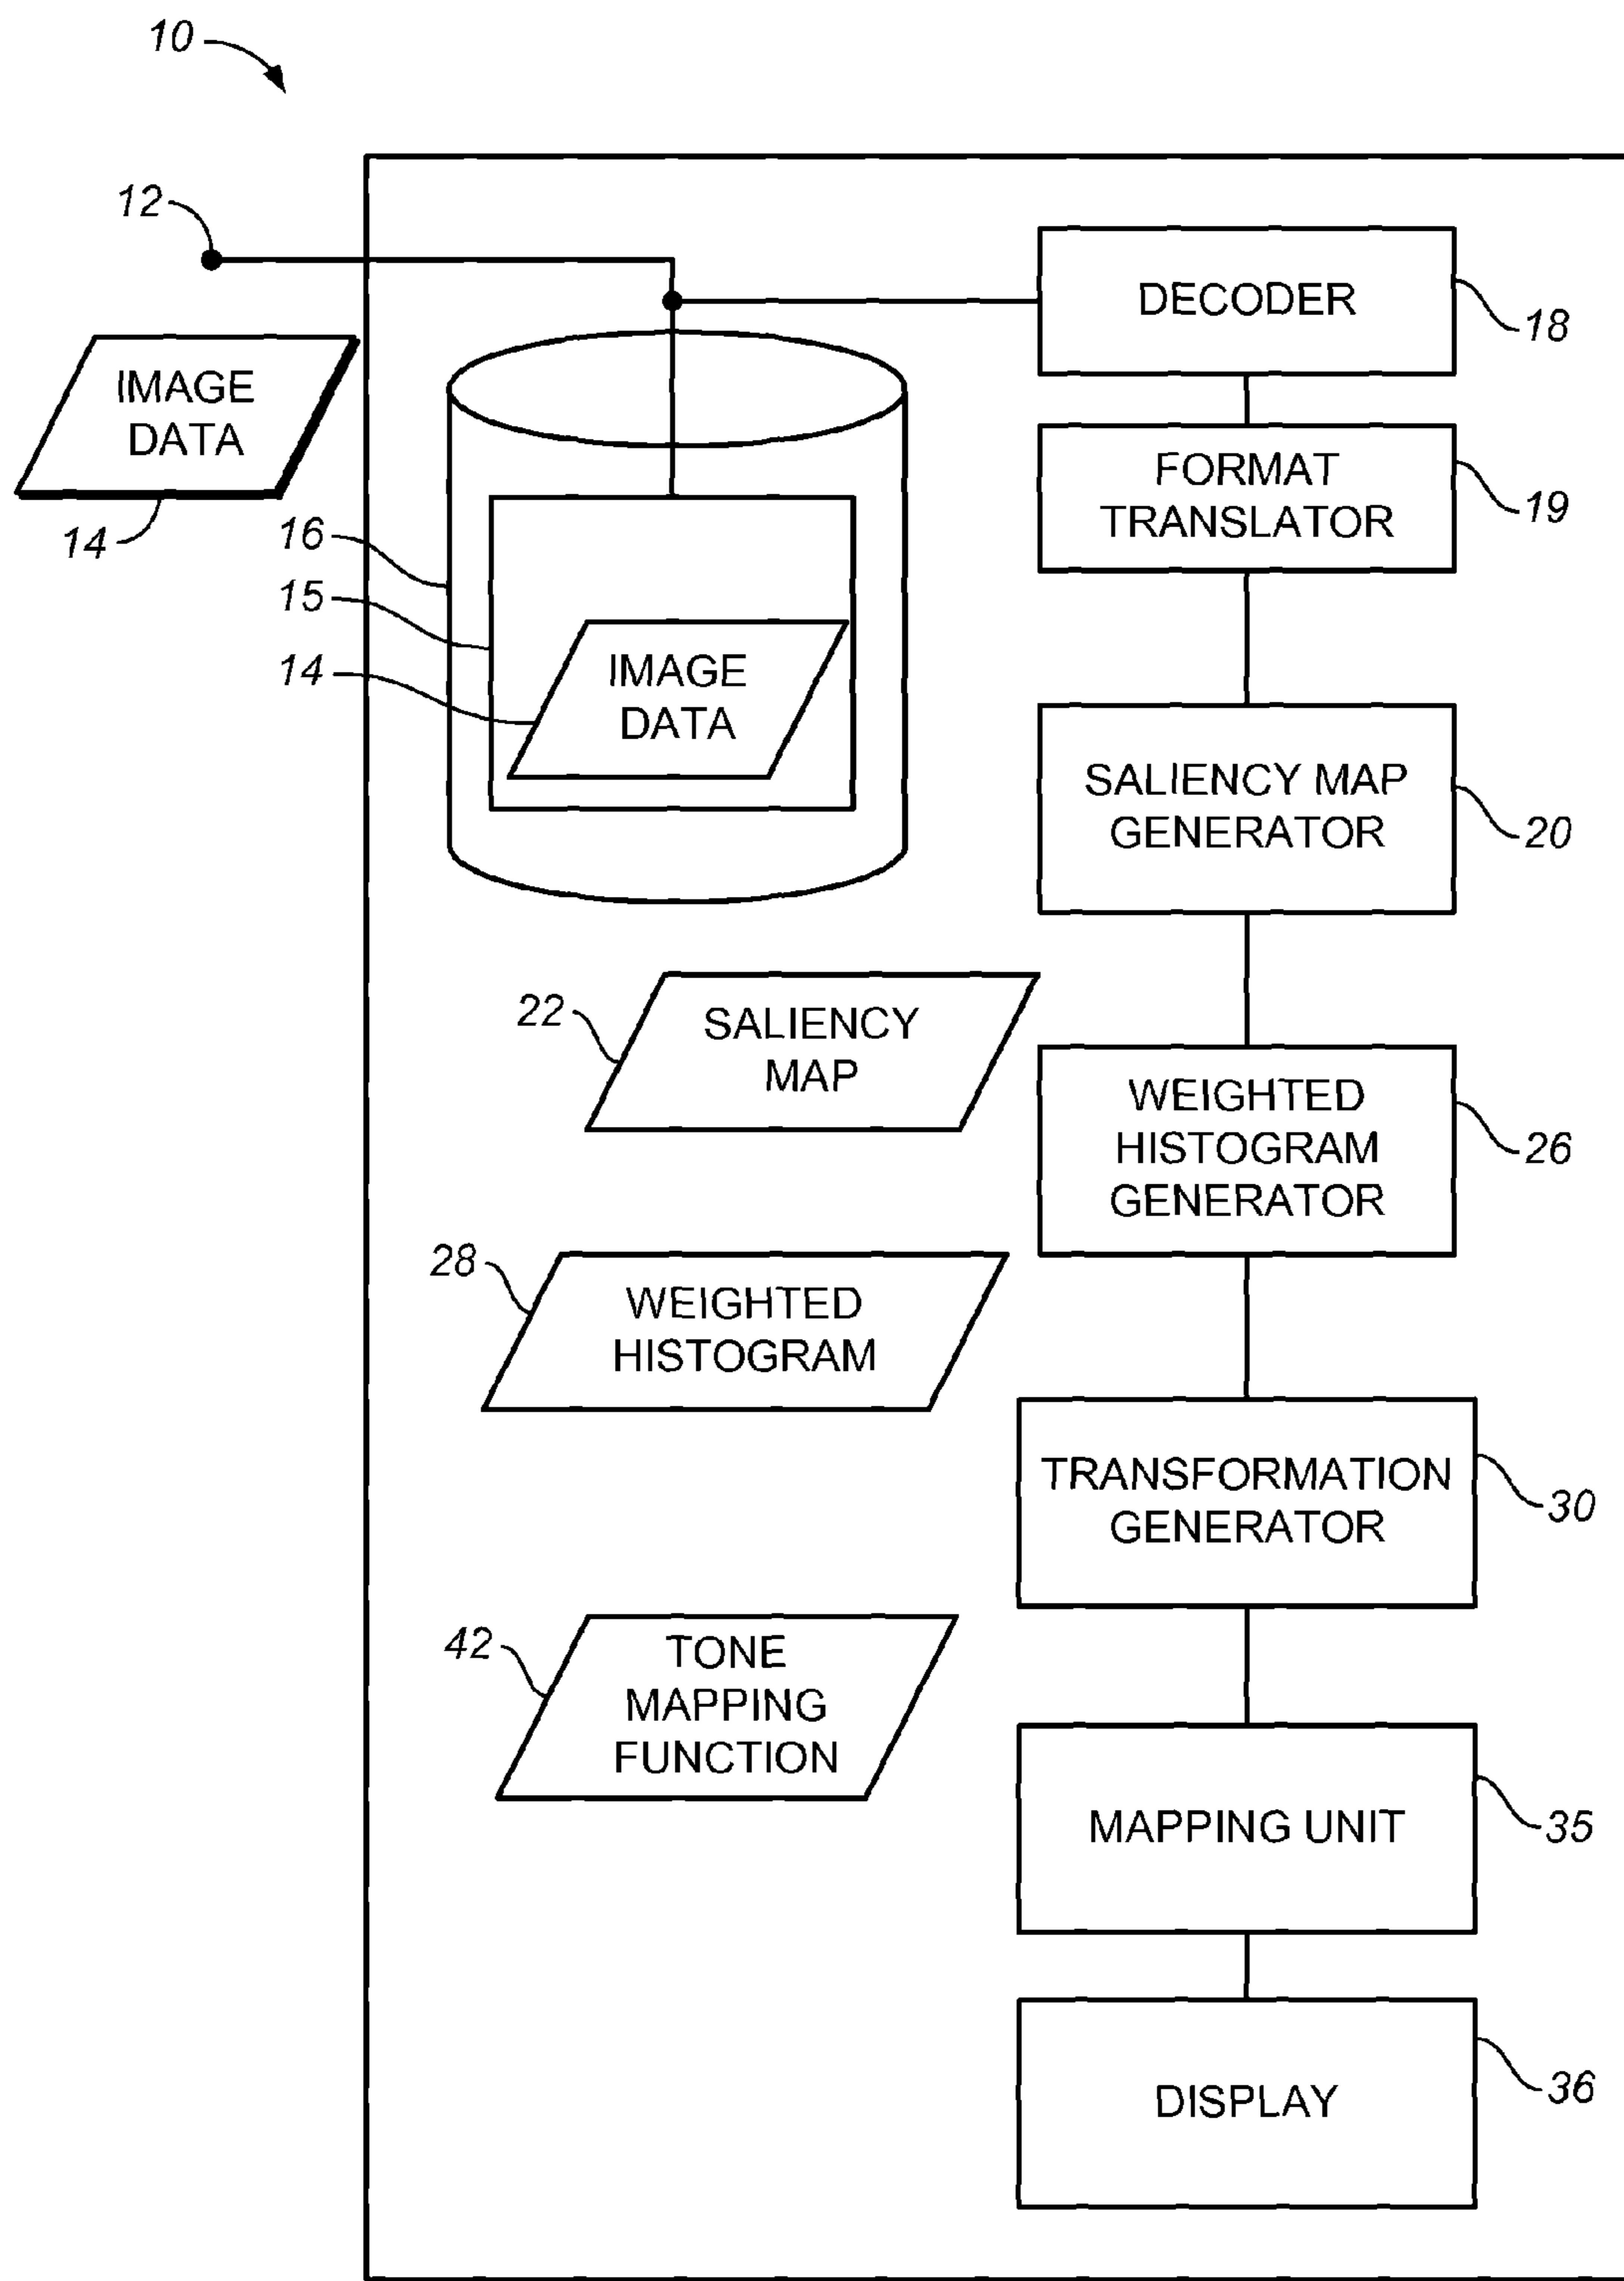 10
12
DECODER
18
IMAGE
DATA
14
FORMAT
TRANSLATOR
19
16
15
14
IMAGE
DATA
SALIENCY MAP
GENERATOR
20
22
SALIENCY
MAP
WEIGHTED
HISTOGRAM
GENERATOR
26
28
WEIGHTED
HISTOGRAM
TRANSFORMATION
GENERATOR
30
42
TONE
MAPPING
FUNCTION
MAPPING UNIT
35
DISPLAY
36